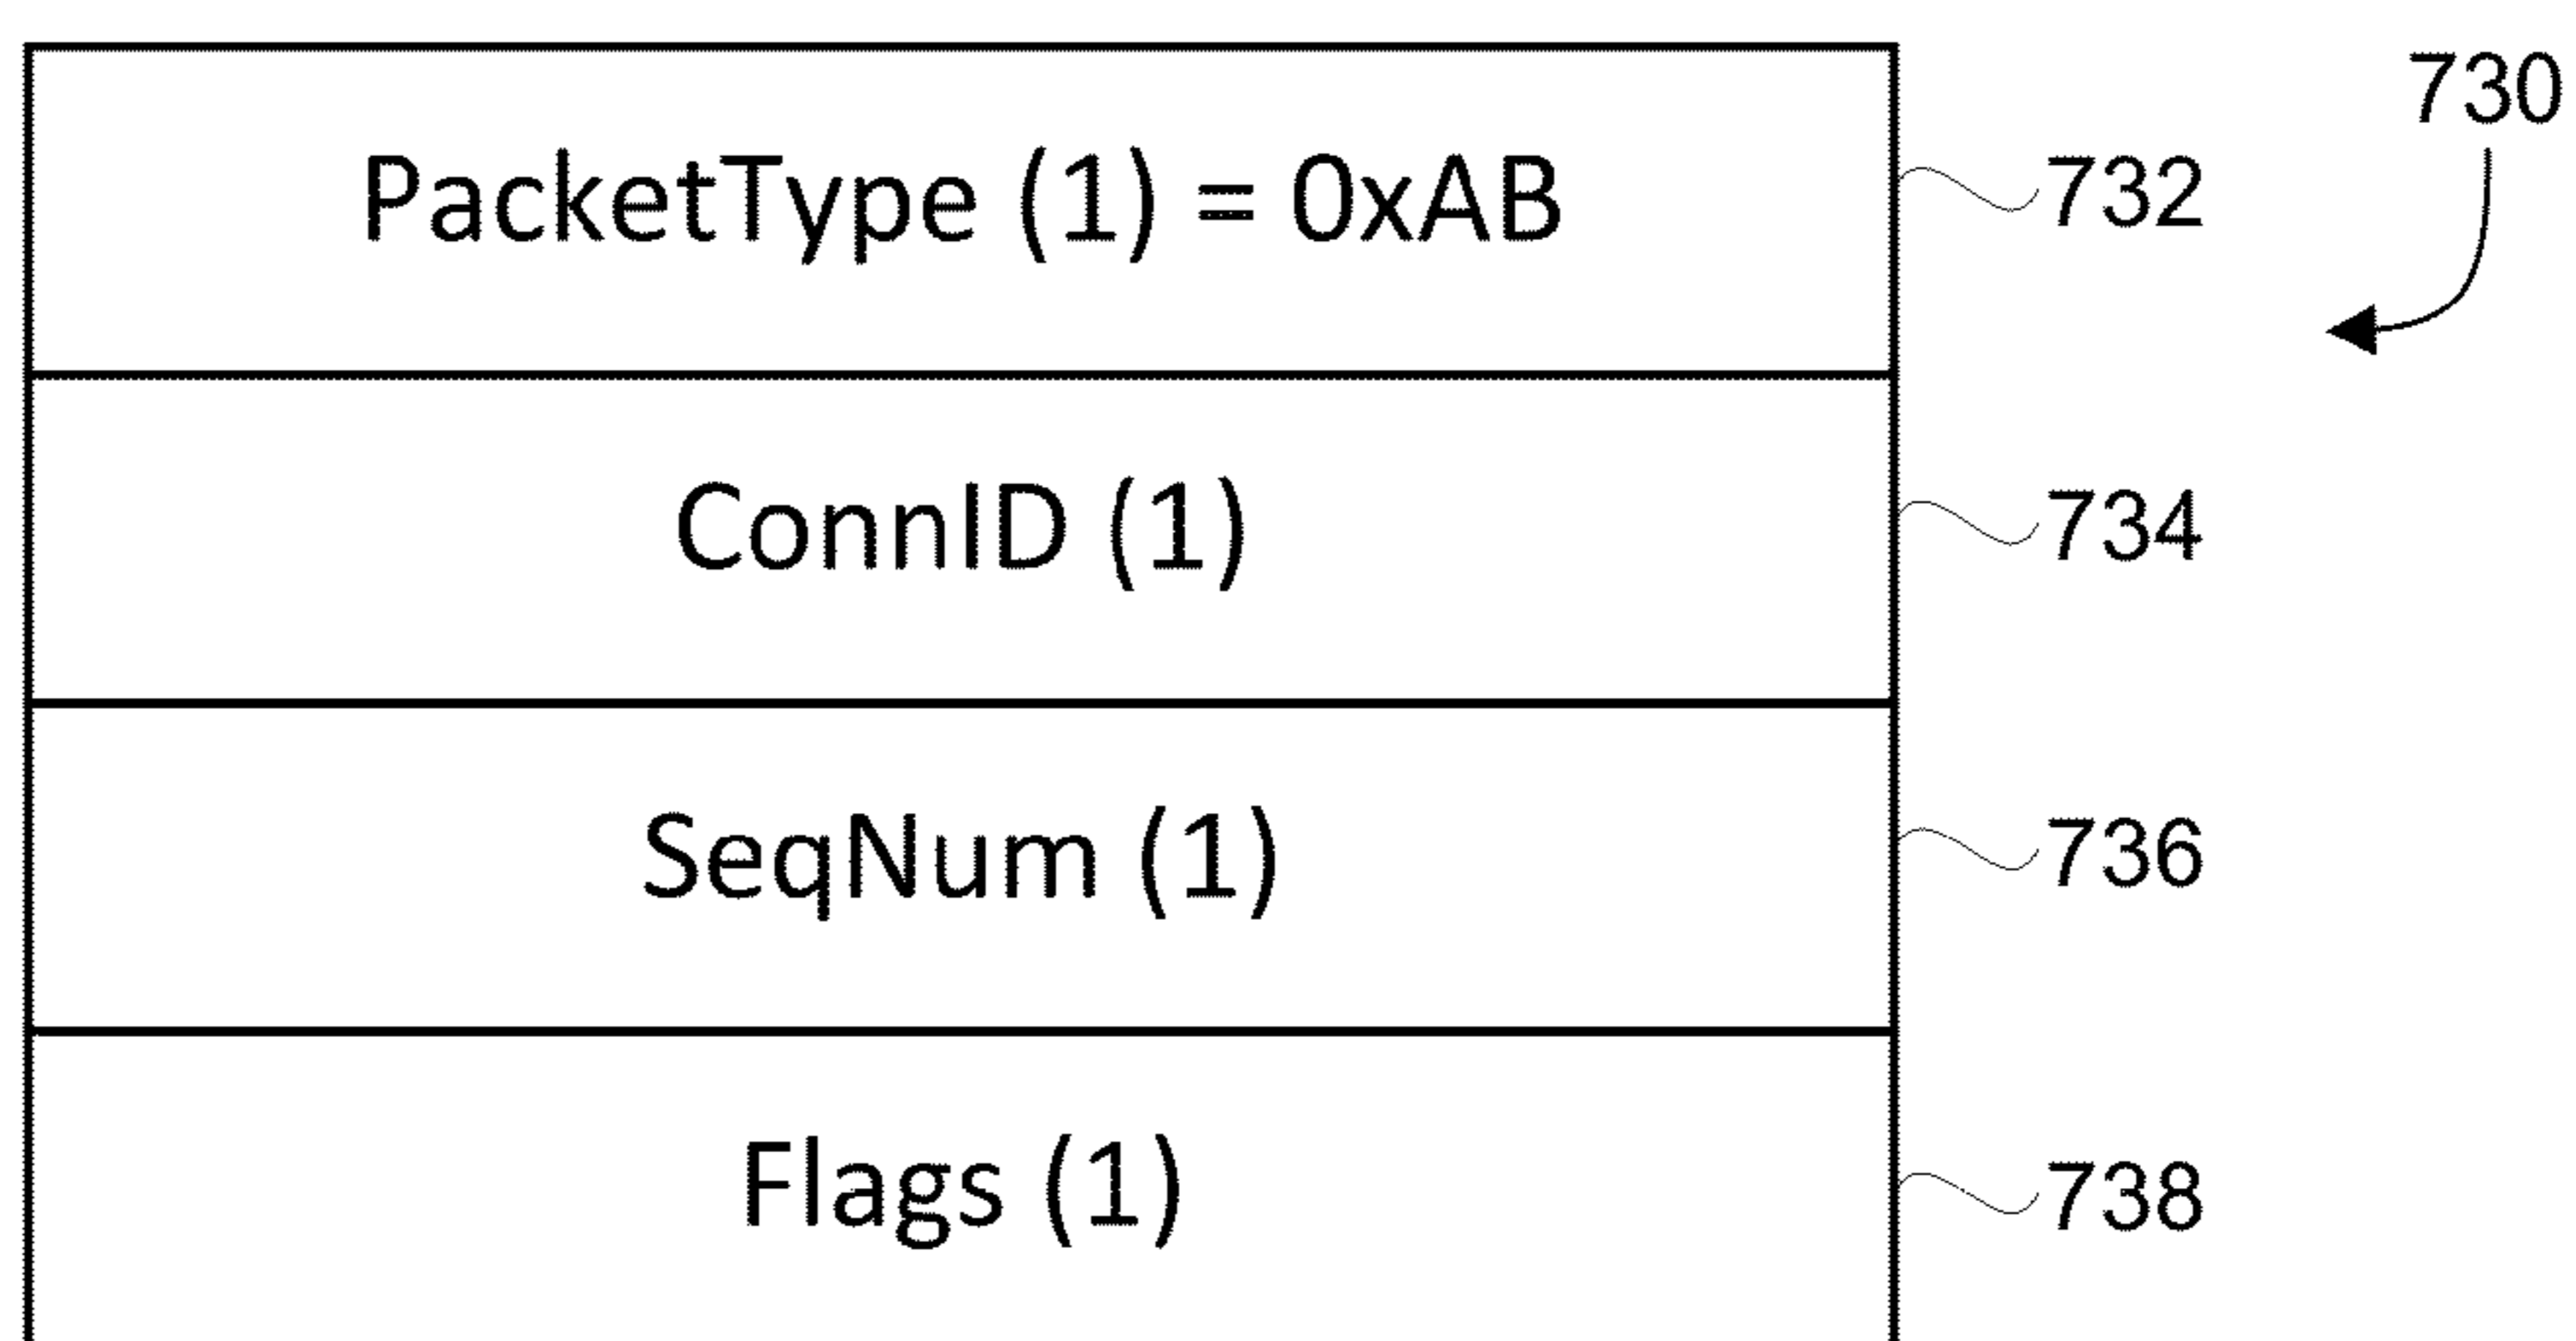 730
PacketType (1) = 0xAB 732
ConnID (1) 734
SeqNum (1) 736
Flags (1) 738